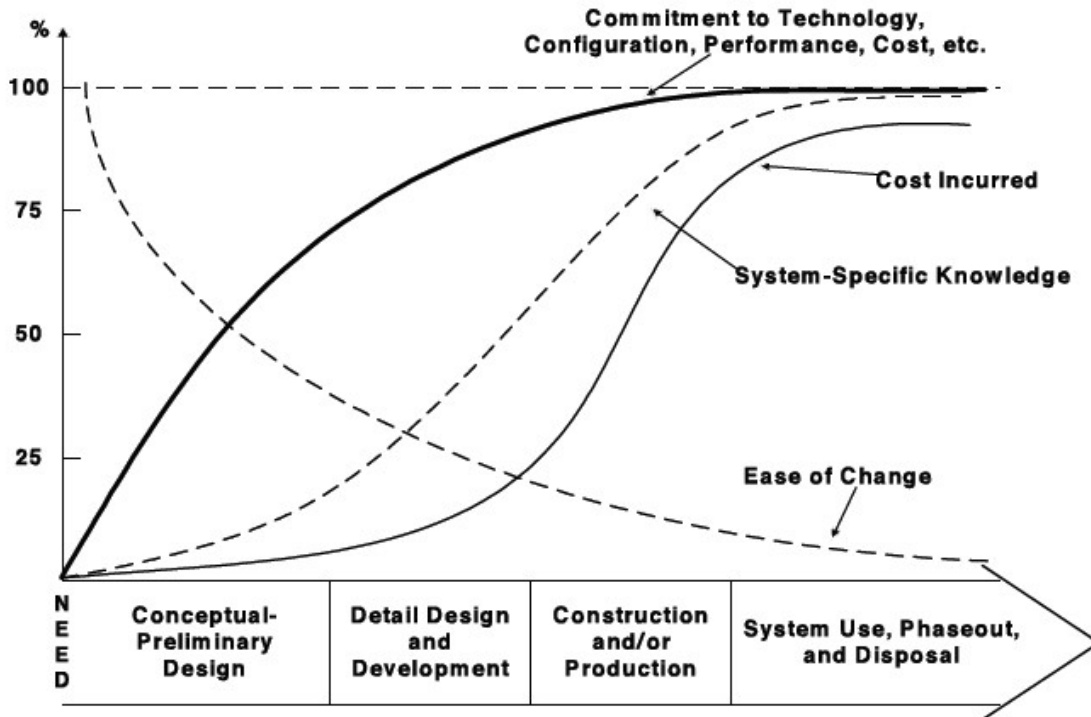 Commitment to Technology,
Configuration, Performance, Cost, etc.
%
100
75
50
25
Cost Incurred
System-Specific Knowledge
Ease of Change
NEED
Conceptual-
Preliminary
Design
Detail Design
and
Development
Construction
and/or
Production
System Use, Phaseout,
and Disposal